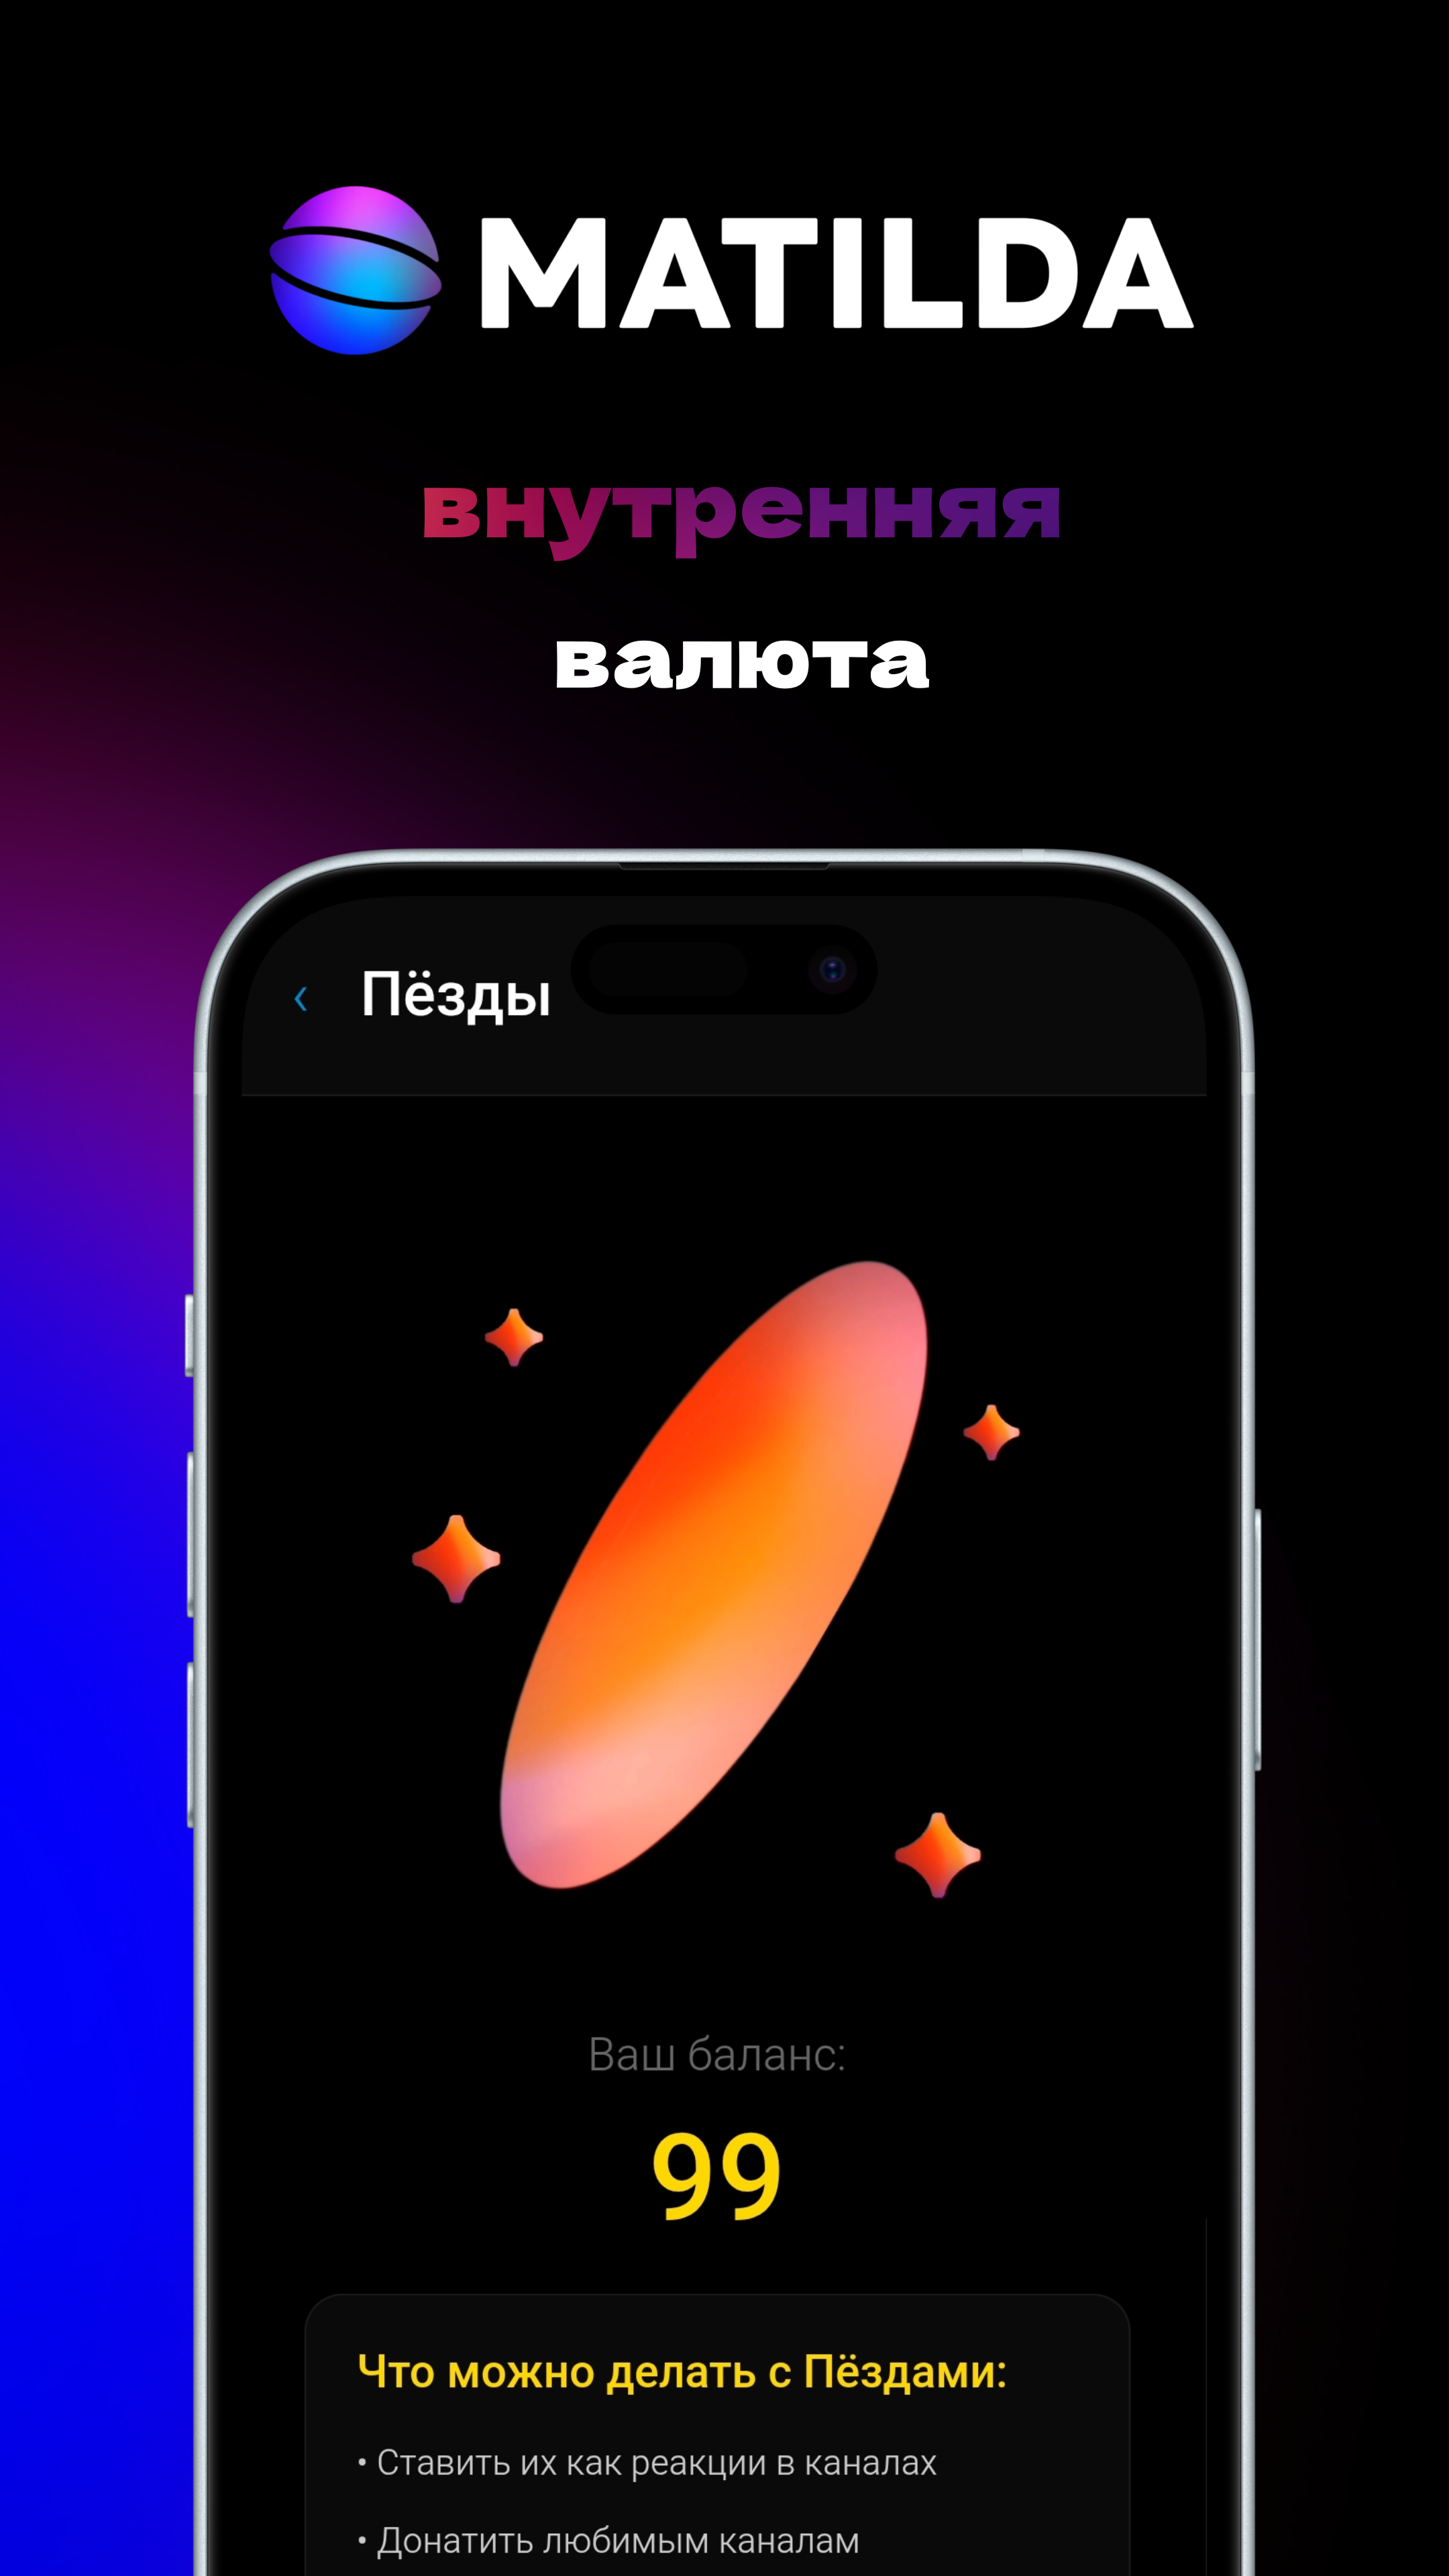 MATILDA
внутренняя
валюта
‹ Пёзды
Ваш баланс:
99
Что можно делать с Пёздами:
• Ставить их как реакции в каналах
• Донатить любимым каналам